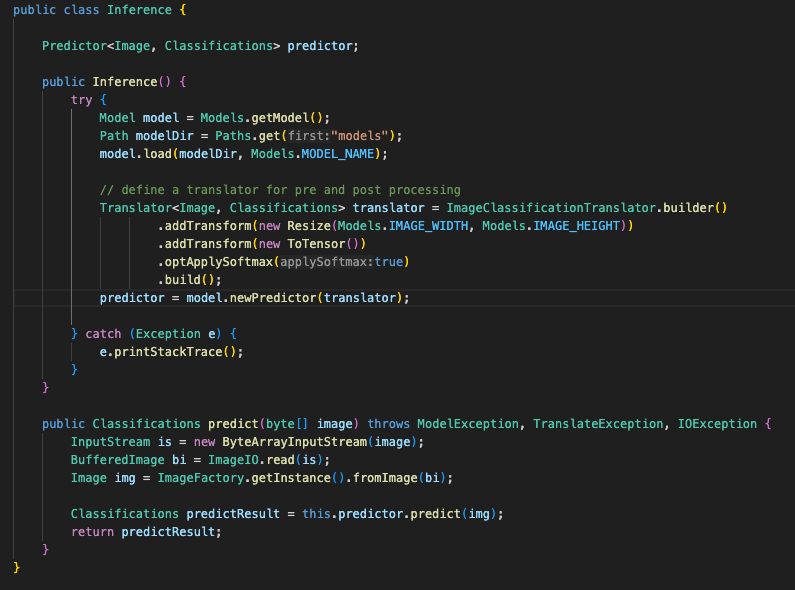 public class Inference {
Predictor<Image, Classifications> predictor;
public Inference() {
try {
Model model = Models.getModel();
Path modelDir = Paths.get(first:"models");
model.load(modelDir, Models.MODEL_NAME);
// define a translator for pre and post processing
Translator<Image, Classifications> translator = ImageClassificationTranslator.builder()
.addTransform(new Resize(Models.IMAGE_WIDTH, Models.IMAGE_HEIGHT))
.addTransform(new ToTensor())
.optApplySoftmax(applySoftmax:true)
.build();
predictor = model.newPredictor(translator);
} catch (Exception e) {
e.printStackTrace();
}
}
public Classifications predict(byte[] image) throws ModelException, TranslateException, IOException {
InputStream is = new ByteArrayInputStream(image);
BufferedImage bi = ImageIO.read(is);
Image img = ImageFactory.getInstance().fromImage(bi);
Classifications predictResult = this.predictor.predict(img);
return predictResult;
}
}